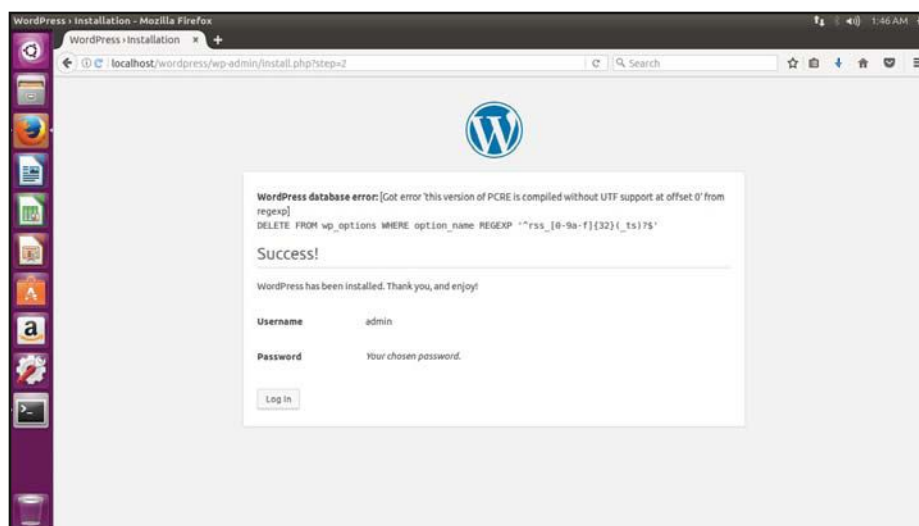 WordPress › Installation - Mozilla Firefox
1:46 AM
WordPress › Installation × +
localhost/wordpress/wp-admin/install.php?step=2
Search
WordPress database error: [Got error 'this version of PCRE is compiled without UTF support at offset 0' from
regexp]
DELETE FROM wp_options WHERE option_name REGEXP '^rss_[0-9a-f]{32}(_ts)?$'
Success!
WordPress has been installed. Thank you, and enjoy!
Username admin
Password Your chosen password.
Log In